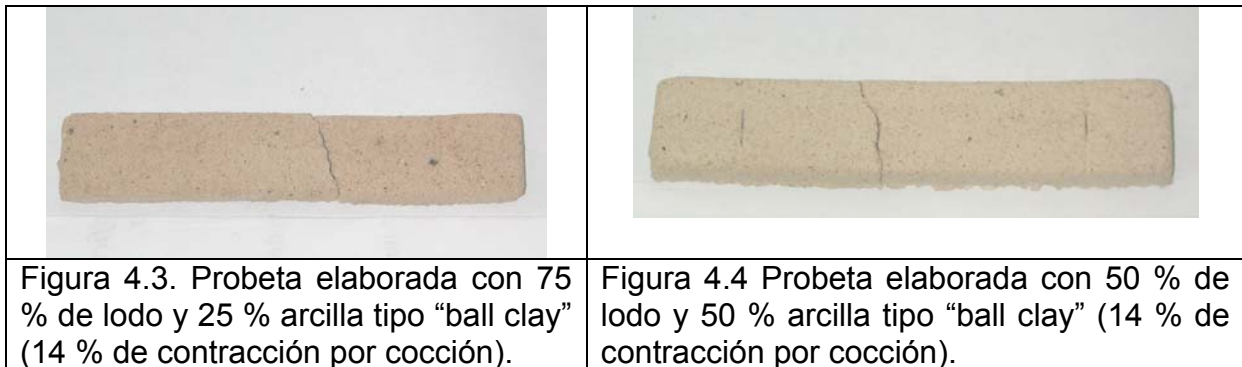 Figura 4.3. Probeta elaborada con 75
% de lodo y 25 % arcilla tipo “ball clay”
(14 % de contracción por cocción).
Figura 4.4 Probeta elaborada con 50 % de
lodo y 50 % arcilla tipo “ball clay” (14 % de
contracción por cocción).